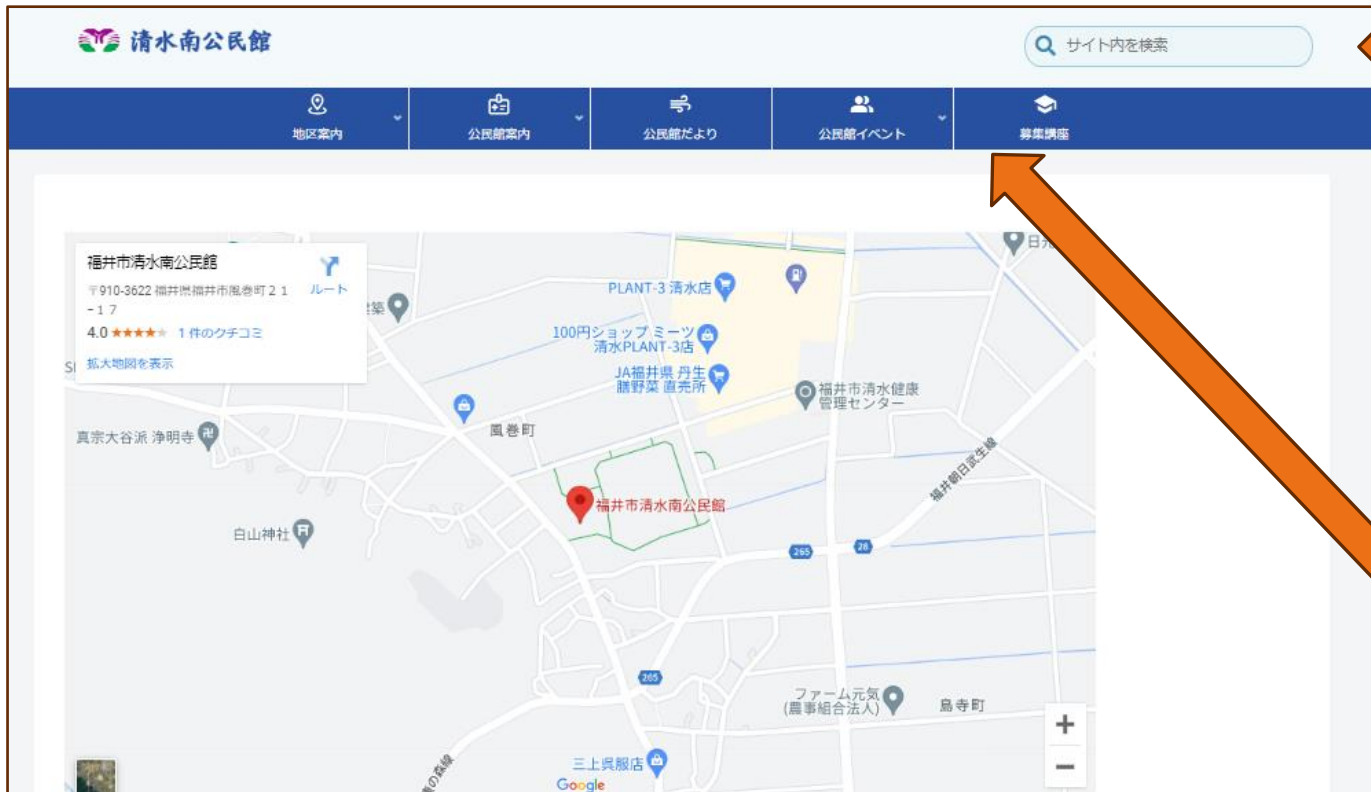 清水南公民館
サイト内を検索
地区案内
公民館案内
公民館だより
公民館イベント
募集講座
福井市清水南公民館
〒910-3622 福井県福井市風巻町２１
−１７
ルート
4.0 ★★★★★ 1 件のクチコミ
拡大地図を表示
PLANT-3 清水店
100円ショップ ミーツ
清水PLANT-3店
JA福井県 丹生
膳野菜 直売所
福井市清水健康
管理センター
風巻町
真宗大谷派 浄明寺
福井朝日武生線
福井市清水南公民館
白山神社
265
28
265
ファーム元気
(農事組合法人)
島寺町
+
−
三上呉服店
Google